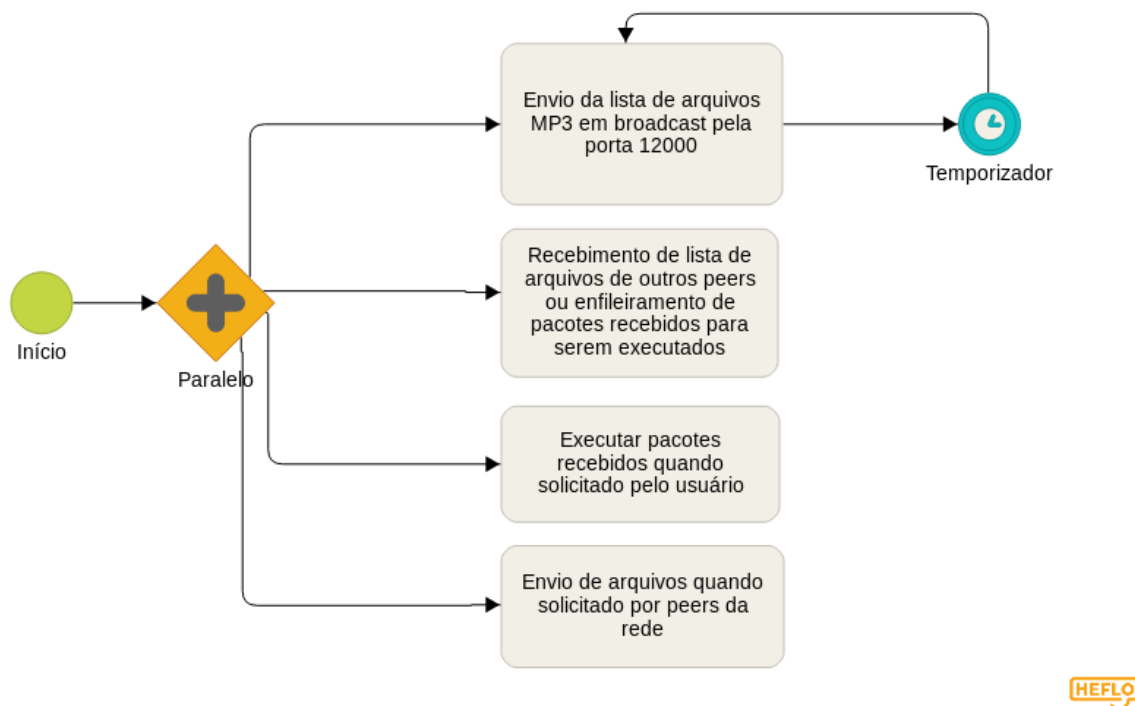 Envio da lista de arquivos
MP3 em broadcast pela
porta 12000
Temporizador
Recebimento de lista de
arquivos de outros peers
ou enfileiramento de
pacotes recebidos para
serem executados
Início
Paralelo
Executar pacotes
recebidos quando
solicitado pelo usuário
Envio de arquivos quando
solicitado por peers da
rede
HEFLO